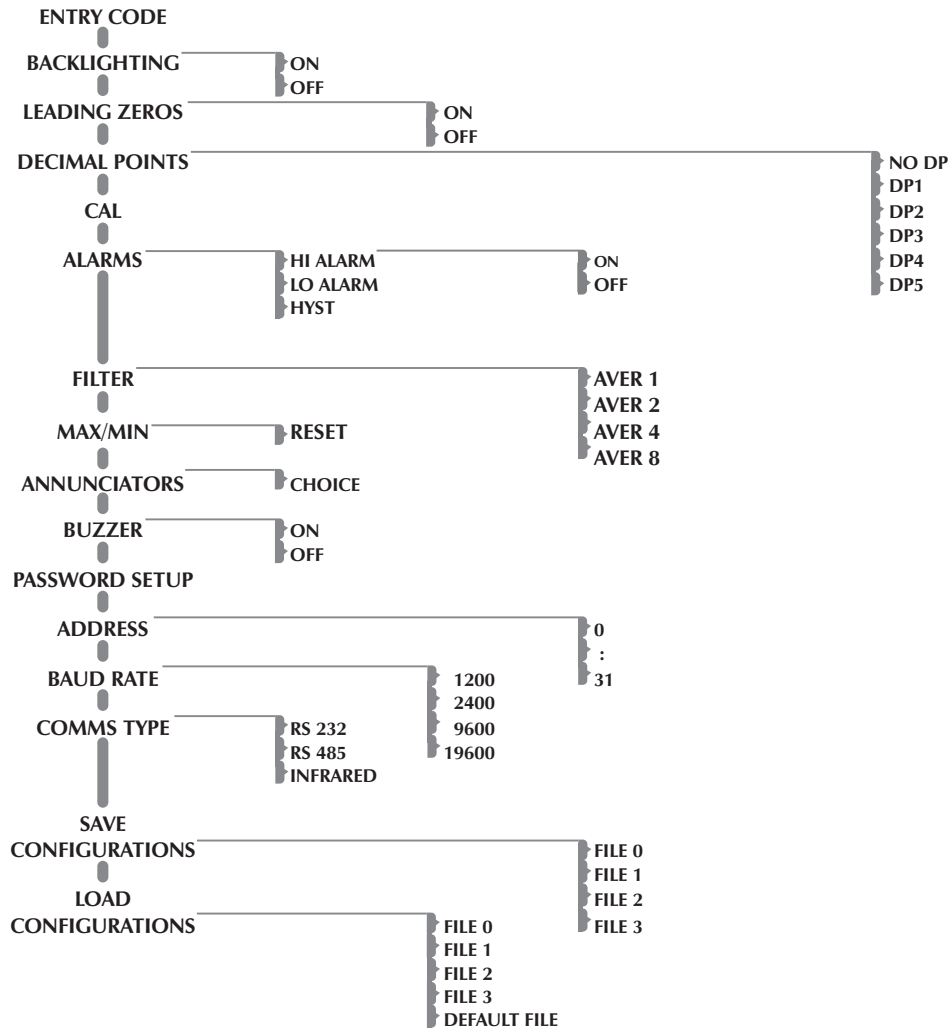 ENTRY CODE
BACKLIGHTING
ON
OFF
LEADING ZEROS
ON
OFF
DECIMAL POINTS
NO DP
DP1
DP2
DP3
DP4
DP5
CAL
ALARMS
HI ALARM
LO ALARM
HYST
ON
OFF
FILTER
AVER 1
AVER 2
AVER 4
AVER 8
MAX/MIN
RESET
ANNUNCIATORS
CHOICE
BUZZER
ON
OFF
PASSWORD SETUP
ADDRESS
0
:
31
BAUD RATE
1200
2400
9600
19600
COMMS TYPE
RS 232
RS 485
INFRARED
SAVE
CONFIGURATIONS
FILE 0
FILE 1
FILE 2
FILE 3
LOAD
CONFIGURATIONS
FILE 0
FILE 1
FILE 2
FILE 3
DEFAULT FILE